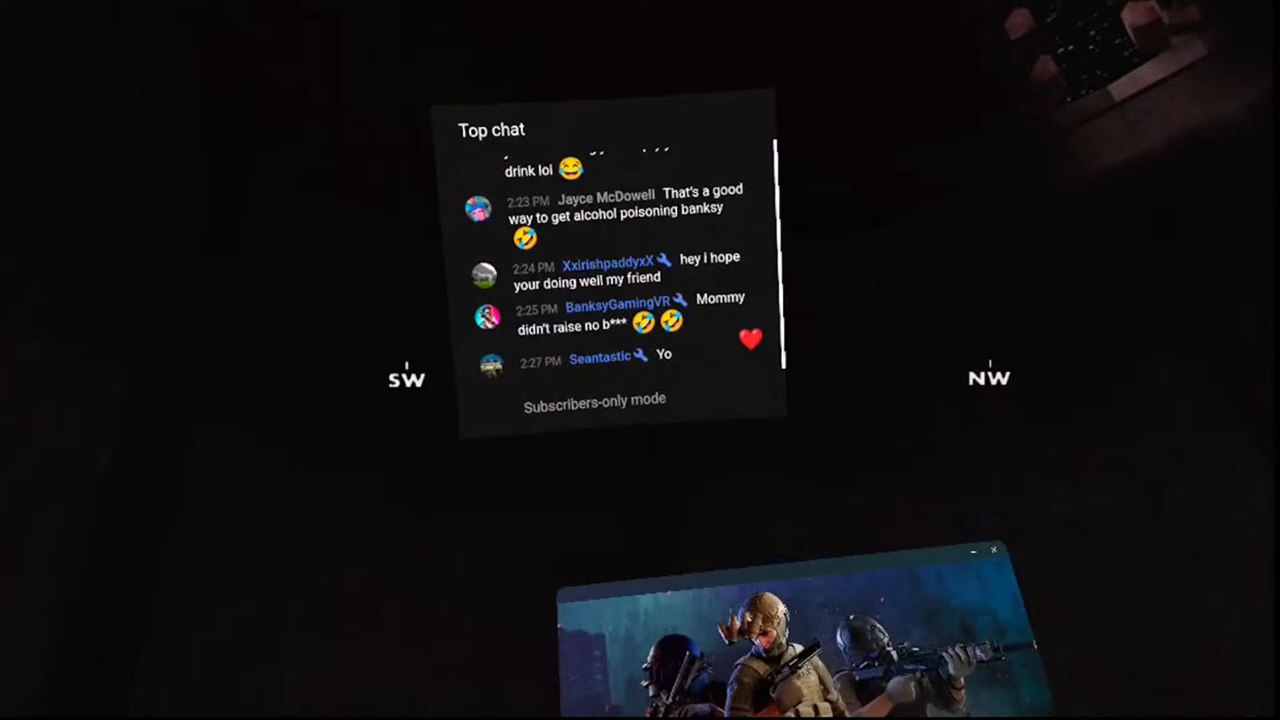 Top chat
drink lol 😂
2:23 PM Jayce McDowell That's a good
way to get alcohol poisoning banksy
🤣
2:24 PM XxirishpaddyxX hey i hope
your doing well my friend
2:25 PM BanksyGamingVR Mommy
didn't raise no b*** 🤣 🤣
2:27 PM Seantastic Yo
SW
NW
Subscribers-only mode